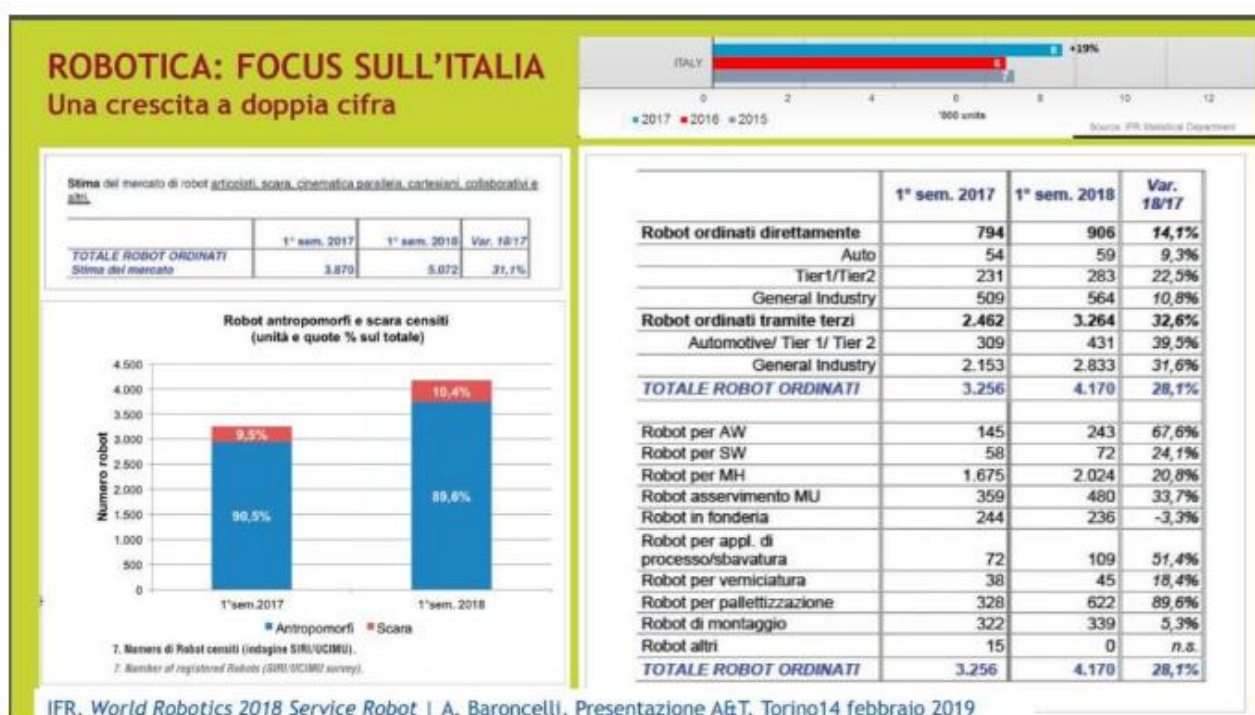 ROBOTICA: FOCUS SULL'ITALIA
Una crescita a doppia cifra
ITALY 8 +19%
6
7
0 2 4 6 8 10 12
2017 2016 2015 '000 units
Source: IFR Statistical Department
Stima del mercato di robot articolati, scara, cinematica parallela, cartesiani, collaborativi e
altri.
1° sem. 2017 1° sem. 2018 Var. 18/17
TOTALE ROBOT ORDINATI
Stima del mercato 3.870 5.072 31,1%
Robot antropomorfi e scara censiti
(unità e quote % sul totale)
Numero robot
4.500
4.000
3.500
3.000
2.500
2.000
1.500
1.000
500
0
9,5%
90,5%
10,4%
89,6%
1°sem.2017 1°sem. 2018
Antropomorfi Scara
7. Numero di Robot censiti (indagine SIRI/UCIMU).
7. Number of registered Robots (SIRI/UCIMU survey).
1° sem. 2017 1° sem. 2018 Var.
18/17
Robot ordinati direttamente 794 906 14,1%
Auto 54 59 9,3%
Tier1/Tier2 231 283 22,5%
General Industry 509 564 10,8%
Robot ordinati tramite terzi 2.462 3.264 32,6%
Automotive/ Tier 1/ Tier 2 309 431 39,5%
General Industry 2.153 2.833 31,6%
TOTALE ROBOT ORDINATI 3.256 4.170 28,1%
Robot per AW 145 243 67,6%
Robot per SW 58 72 24,1%
Robot per MH 1.675 2.024 20,8%
Robot asservimento MU 359 480 33,7%
Robot in fonderia 244 236 -3,3%
Robot per appl. di
processo/sbavatura 72 109 51,4%
Robot per verniciatura 38 45 18,4%
Robot per pallettizzazione 328 622 89,6%
Robot di montaggio 322 339 5,3%
Robot altri 15 0 n.s.
TOTALE ROBOT ORDINATI 3.256 4.170 28,1%
IFR, World Robotics 2018 Service Robot | A. Baroncelli, Presentazione A&T, Torino14 febbraio 2019